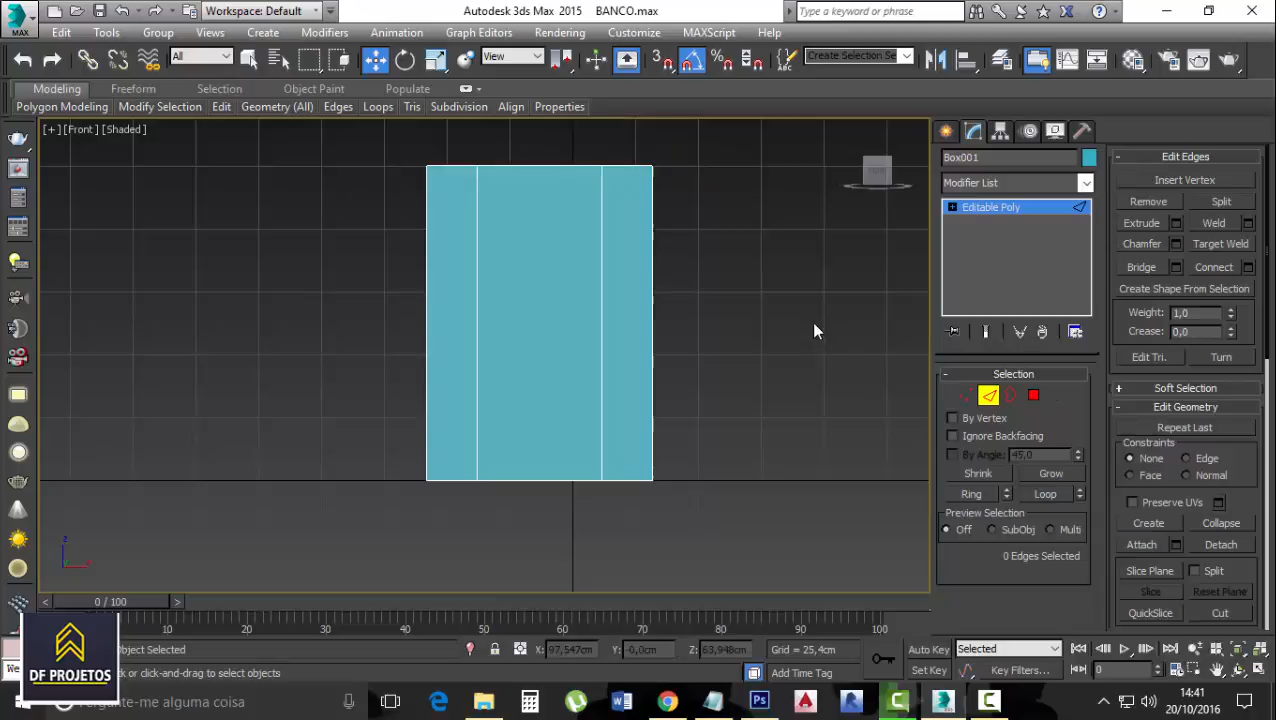 MAX
Workspace: Default
Autodesk 3ds Max 2015 BANCO.max
Type a keyword or phrase
Edit Tools Group Views Create Modifiers Animation Graph Editors Rendering Customize MAXScript Help
All View 3 Create Selection Se
Modeling Freeform Selection Object Paint Populate
Polygon Modeling Modify Selection Edit Geometry (All) Edges Loops Tris Subdivision Align Properties
[+] [Front] [Shaded]
Box001
Modifier List
Editable Poly
Selection
By Vertex
Ignore Backfacing
By Angle: 45,0
Shrink Grow
Ring Loop
Preview Selection
Off SubObj Multi
0 Edges Selected
Edit Edges
Insert Vertex
Remove Split
Extrude Weld
Chamfer Target Weld
Bridge Connect
Create Shape From Selection
Weight: 1,0
Crease: 0,0
Edit Tri. Turn
Soft Selection
Edit Geometry
Repeat Last
Constraints
None Edge
Face Normal
Preserve UVs
Create Collapse
Attach Detach
Slice Plane Split
Slice Reset Plane
QuickSlice Cut
z
0 / 100
10 20 30 40 50 60 70 80 90 100
Object Selected X: 97,547cm Y: -0,0cm Z: 63,948cm Grid = 25,4cm Auto Key Selected
We
or click-and-drag to select objects Add Time Tag Set Key Key Filters... 0
DF PROJETOS
Pergunte-me alguma coisa
14:41
20/10/2016